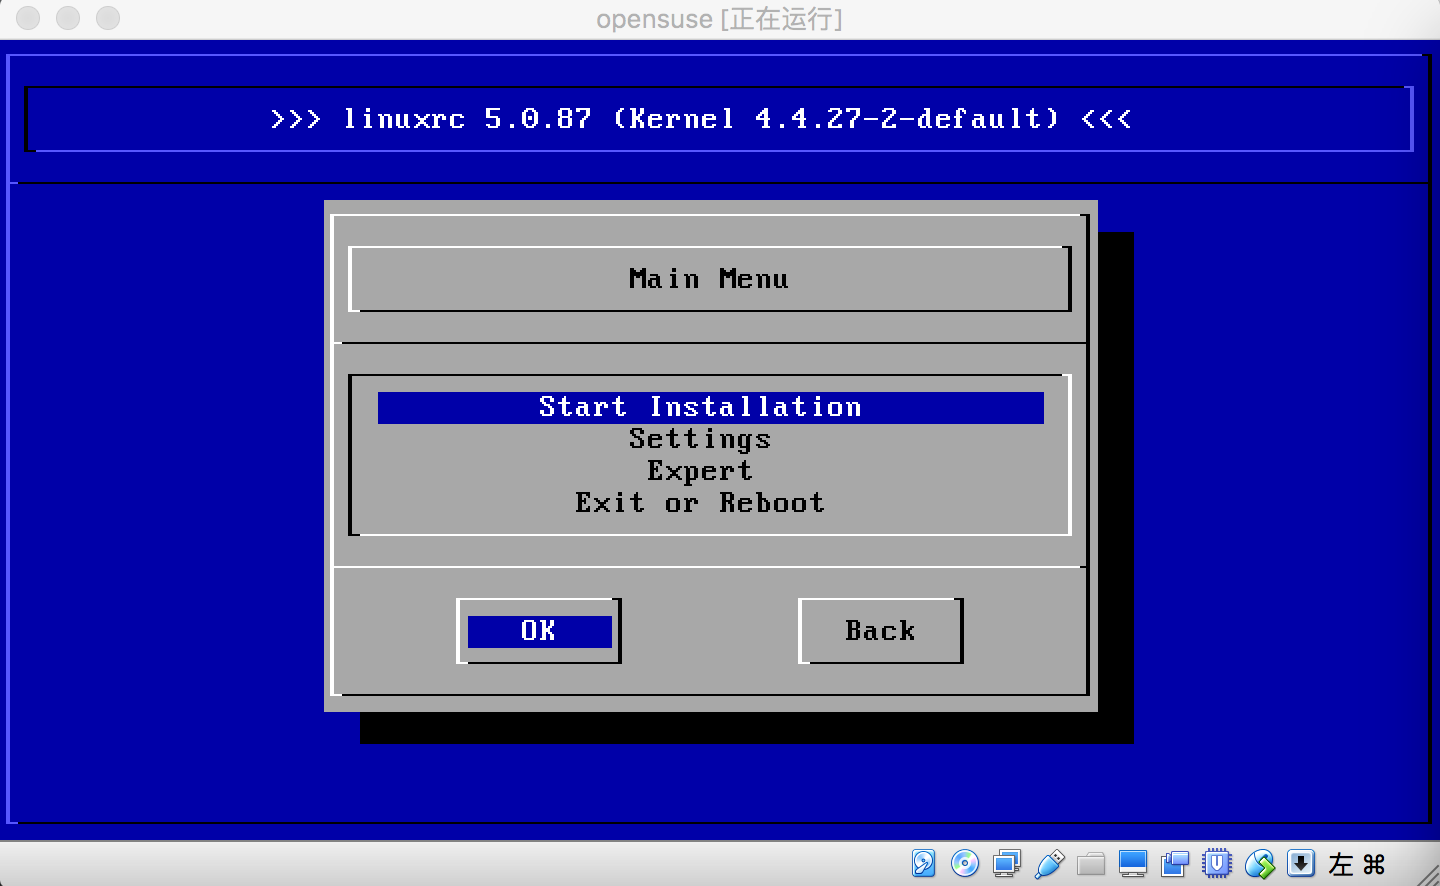 opensuse [正在运行]
>>> linuxrc 5.0.87 (Kernel 4.4.27-2-default) <<<
Main Menu
Start Installation
Settings
Expert
Exit or Reboot
OK
Back
左 ⌘